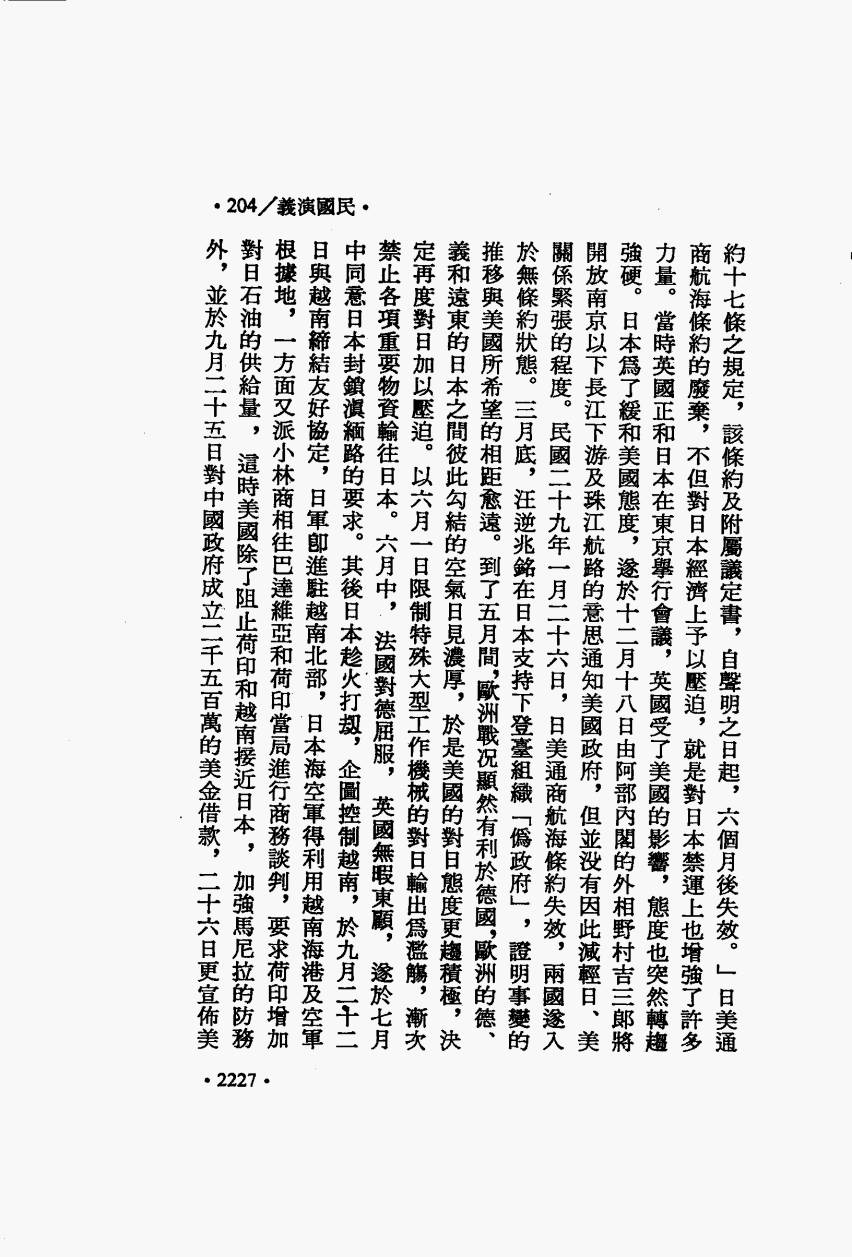 •204／義演國民•
約十七條之規定，該條約及附屬議定書，自聲明之日起，六個月後失效。」日美通
商航海條約的廢棄，不但對日本經濟上予以壓迫，就是對日本禁運上也增強了許多
力量。當時英國正和日本在東京舉行會議，英國受了美國的影響，態度也突然轉趨
強硬。日本爲了緩和美國態度，遂於十二月十八日由阿部內閣的外相野村吉三郎將
開放南京以下長江下游及珠江航路的意思通知美國政府，但並没有因此減輕日、美
關係緊張的程度。民國二十九年一月二十六日，日美通商航海條約失效，兩國遂入
於無條約狀態。三月底，汪逆兆銘在日本支持下登臺組織「僞政府」，證明事變的
推移與美國所希望的相距愈遠。到了五月間，歐洲戰况顯然有利於德國，歐洲的德、
義和遠東的日本之間彼此勾結的空氣日見濃厚，於是美國的對日態度更趨積極，決
定再度對日加以壓迫。以六月一日限制特殊大型工作機械的對日輸出爲濫觴，漸次
禁止各項重要物資輸往日本。六月中，法國對德屈服，英國無暇東顧，遂於七月
中同意日本封鎖滇緬路的要求。其後日本趁火打刼，企圖控制越南，於九月二十二
日與越南締結友好協定，日軍卽進駐越南北部，日本海空軍得利用越南海港及空軍
根據地，一方面又派小林商相往巴達維亞和荷印當局進行商務談判，要求荷印增加
對日石油的供給量，這時美國除了阻止荷印和越南接近日本，加強馬尼拉的防務
外，並於九月二十五日對中國政府成立二千五百萬的美金借款，二十六日更宣佈美
•2227•